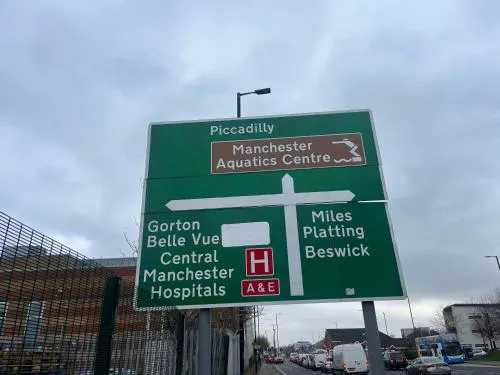 Piccadilly
Manchester
Aquatics Centre
Gorton
Belle Vue
Central
Manchester
Hospitals
H
A & E
Miles
Platting
Beswick